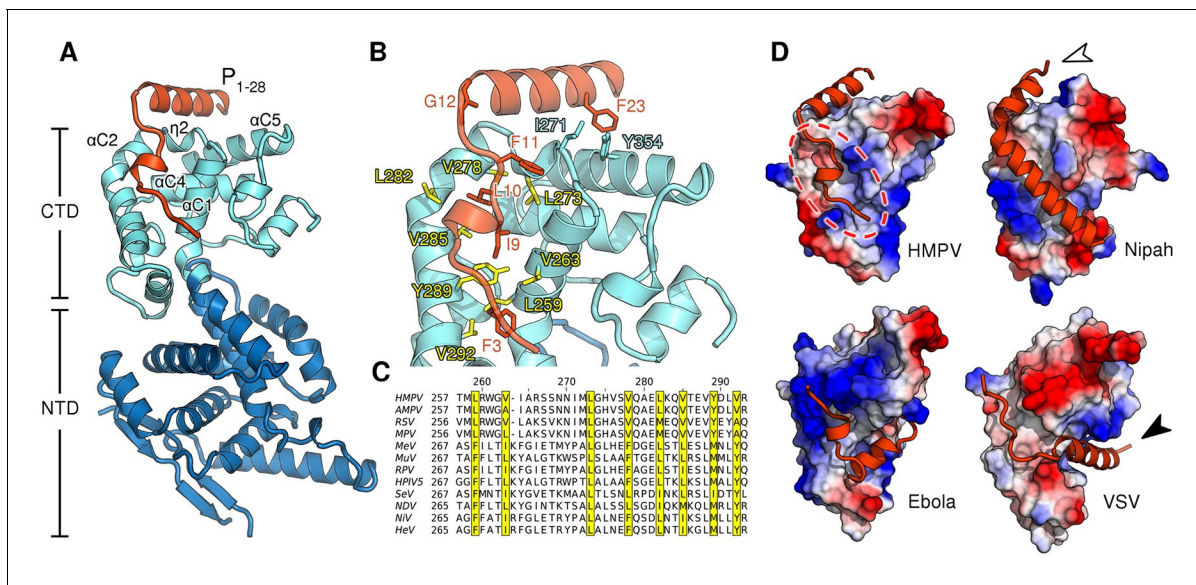 A
P1-28
αC2
η2
αC5
αC4
αC1
CTD
NTD
B
G12
F23
I271
Y354
F11
V278
L282
L10
L273
I9
V285
V263
Y289
L259
F3
V292
C
260 270 280 290
HMPV 257 TMLRWGV-IARSSNNIMLGHVSVQAELKQVTEVYDLVR
AMPV 257 TMLRWGA-IARSSNNIMLGHVSVQAELKQVTEVYDLVR
RSV 256 VMLRWGV-LAKSVKNIMLGHASVQAEMEQVVEVYEYAQ
MPV 256 VMLRWGL-LAKSVKNIMLGHASVQAEMEQVVEVYEYAQ
MeV 267 ASFILTIKFGIETMYPALGLHEFDGELSTLESLMNLYQ
MuV 267 TAFFLTLKYALGTKWSPLSLAAFTGELTKLRSLMMLYR
RPV 267 ASFILTIKFGIETMYPALGLHEFAGELSTIESLMNLYQ
HPIV5 267 GGFFLTLKYALGTRWPTLALAAFSGELTKLKSLMALYQ
SeV 267 ASFMNTIKYGVETKMAALTLSNLRPDINKLRSLIDTYL
NDV 265 TAFFLTLKYGINTKTSALALSSLSGDIQKMKQLMRLYR
NiV 265 AGFFATIRFGLETRYPALALNEFQSDLNTIKSLMLLYR
HeV 265 AGFFATIRFGLETRYPALALNEFQSDLNTIKGLMLLYR
D
HMPV
Nipah
Ebola
VSV